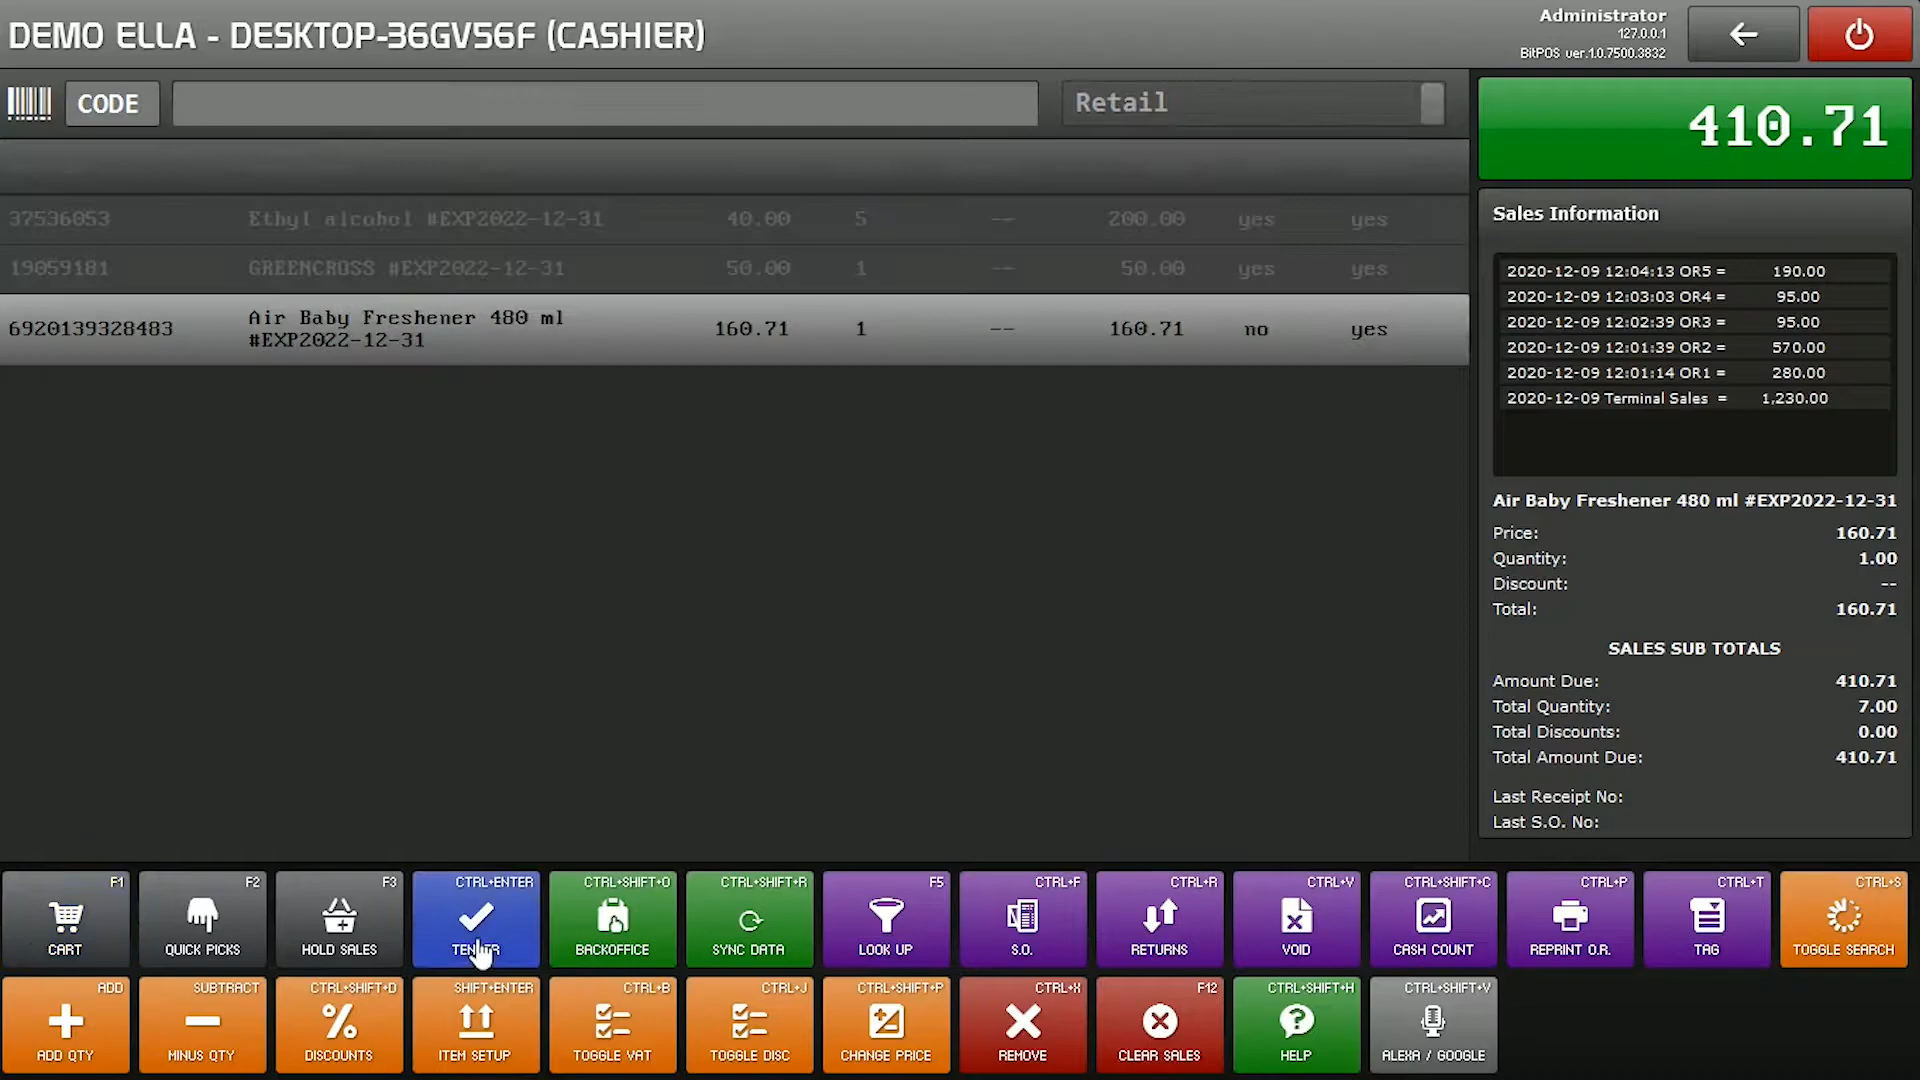 DEMO ELLA - DESKTOP-36GV56F (CASHIER)
Administrator
127.0.0.1
BitPOS ver.1.0.7500.3832
CODE
Retail
410.71
37536053 Ethyl alcohol #EXP2022-12-31 40.00 5 -- 200.00 yes yes
19059181 GREENCROSS #EXP2022-12-31 50.00 1 -- 50.00 yes yes
6920139328483 Air Baby Freshener 480 ml #EXP2022-12-31 160.71 1 -- 160.71 no yes
Sales Information
2020-12-09 12:04:13 OR5 = 190.00
2020-12-09 12:03:03 OR4 = 95.00
2020-12-09 12:02:39 OR3 = 95.00
2020-12-09 12:01:39 OR2 = 570.00
2020-12-09 12:01:14 OR1 = 280.00
2020-12-09 Terminal Sales = 1,230.00
Air Baby Freshener 480 ml #EXP2022-12-31
Price: 160.71
Quantity: 1.00
Discount: --
Total: 160.71
SALES SUB TOTALS
Amount Due: 410.71
Total Quantity: 7.00
Total Discounts: 0.00
Total Amount Due: 410.71
Last Receipt No:
Last S.O. No:
F1
CART
F2
QUICK PICKS
F3
HOLD SALES
CTRL+ENTER
CTRL+SHIFT+O
BACKOFFICE
CTRL+SHIFT+R
SYNC DATA
F5
LOOK UP
CTRL+F
S.O.
CTRL+R
RETURNS
CTRL+V
VOID
CTRL+SHIFT+C
CASH COUNT
CTRL+P
REPRINT O.R.
CTRL+T
TAG
CTRL+S
TOGGLE SEARCH
ADD
ADD QTY
SUBTRACT
MINUS QTY
CTRL+SHIFT+D
DISCOUNTS
SHIFT+ENTER
ITEM SETUP
CTRL+B
TOGGLE VAT
CTRL+J
TOGGLE DISC
CTRL+SHIFT+P
CHANGE PRICE
CTRL+X
REMOVE
F12
CLEAR SALES
CTRL+SHIFT+H
HELP
CTRL+SHIFT+V
ALEXA / GOOGLE